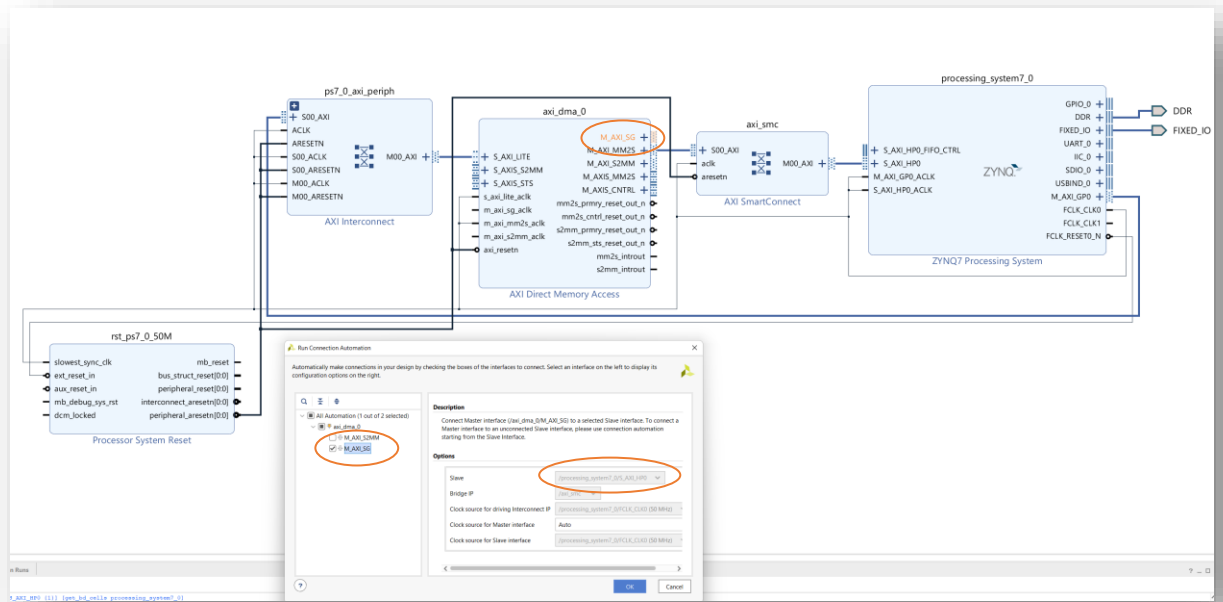 processing_system7_0
GPIO_0
DDR
FIXED_IO
UART_0
IIC_0
SDIO_0
USBIND_0
M_AXI_GP0
FCLK_CLK0
FCLK_CLK1
FCLK_RESET0_N
S_AXI_HP0_FIFO_CTRL
S_AXI_HP0
M_AXI_GP0_ACLK
S_AXI_HP0_ACLK
ZYNQ
ZYNQ7 Processing System
DDR
FIXED_IO
ps7_0_axi_periph
S00_AXI
ACLK
ARESETN
S00_ACLK
S00_ARESETN
M00_ACLK
M00_ARESETN
M00_AXI
AXI Interconnect
axi_dma_0
M_AXI_SG
M_AXI_MM2S
M_AXI_S2MM
M_AXIS_MM2S
M_AXIS_CNTRL
mm2s_prmry_reset_out_n
mm2s_cntrl_reset_out_n
s2mm_prmry_reset_out_n
s2mm_sts_reset_out_n
mm2s_introut
s2mm_introut
S_AXI_LITE
S_AXIS_S2MM
S_AXIS_STS
s_axi_lite_aclk
m_axi_sg_aclk
m_axi_mm2s_aclk
m_axi_s2mm_aclk
axi_resetn
AXI Direct Memory Access
axi_smc
S00_AXI
aclk
aresetn
M00_AXI
AXI SmartConnect
rst_ps7_0_50M
slowest_sync_clk
ext_reset_in
aux_reset_in
mb_debug_sys_rst
dcm_locked
mb_reset
bus_struct_reset[0:0]
peripheral_reset[0:0]
interconnect_aresetn[0:0]
peripheral_aresetn[0:0]
Processor System Reset
Run Connection Automation
Automatically make connections in your design by checking the boxes of the interfaces to connect. Select an interface on the left to display its
configuration options on the right.
All Automation (1 out of 2 selected)
axi_dma_0
M_AXI_S2MM
M_AXI_SG
Description
Connect Master interface (/axi_dma_0/M_AXI_SG) to a selected Slave interface. To connect a
Master interface to an unconnected Slave interface, please use connection automation
starting from the Slave Interface.
Options
Slave
/processing_system7_0/S_AXI_HP0
Bridge IP
/axi_smc
Clock source for driving Interconnect IP
/processing_system7_0/FCLK_CLK0 (50 MHz)
Clock source for Master interface
Auto
Clock source for Slave interface
/processing_system7_0/FCLK_CLK0 (50 MHz)
?
OK
Cancel
n Runs
? _
_AXI_HP0 {1}] [get_bd_cells processing_system7_0]